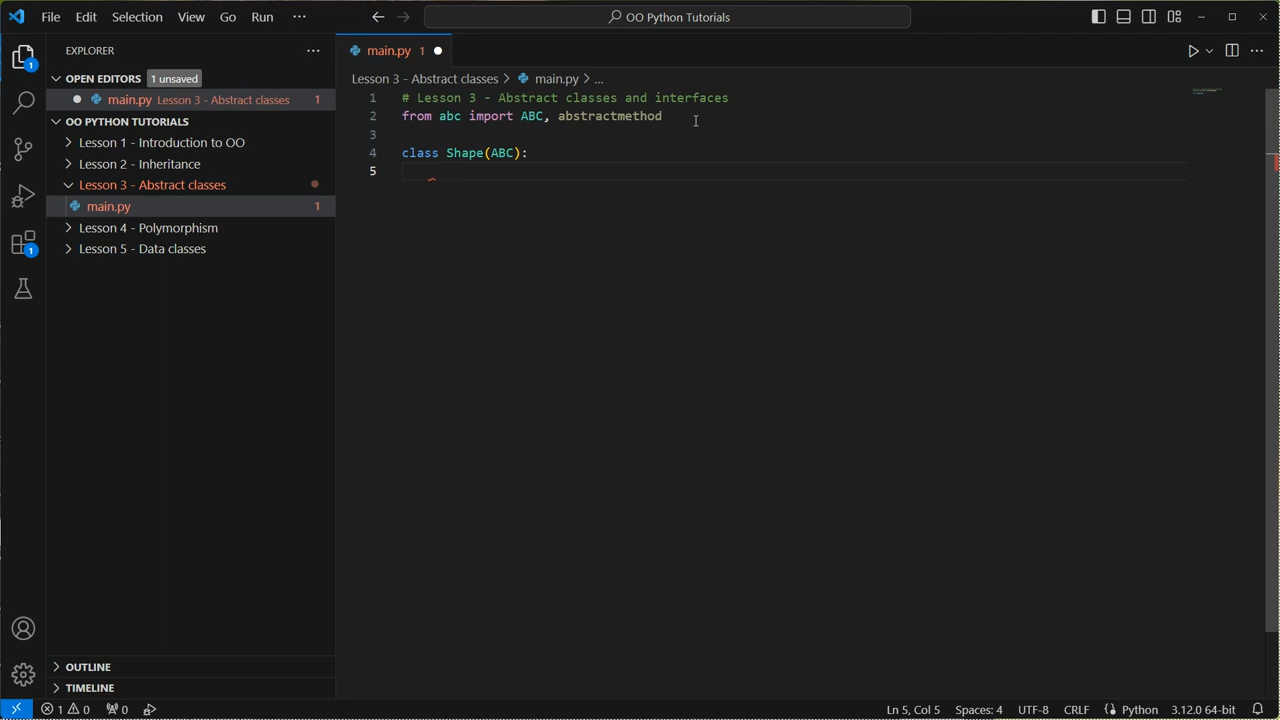 File Edit Selection View Go Run ··· OO Python Tutorials
EXPLORER ···
OPEN EDITORS 1 unsaved
main.py Lesson 3 - Abstract classes 1
OO PYTHON TUTORIALS
Lesson 1 - Introduction to OO
Lesson 2 - Inheritance
Lesson 3 - Abstract classes
main.py 1
Lesson 4 - Polymorphism
Lesson 5 - Data classes
OUTLINE
TIMELINE
1
1
main.py 1
Lesson 3 - Abstract classes > main.py > ...
1 # Lesson 3 - Abstract classes and interfaces
2 from abc import ABC, abstractmethod
3
4 class Shape(ABC):
5
1 0 0 Ln 5, Col 5 Spaces: 4 UTF-8 CRLF Python 3.12.0 64-bit